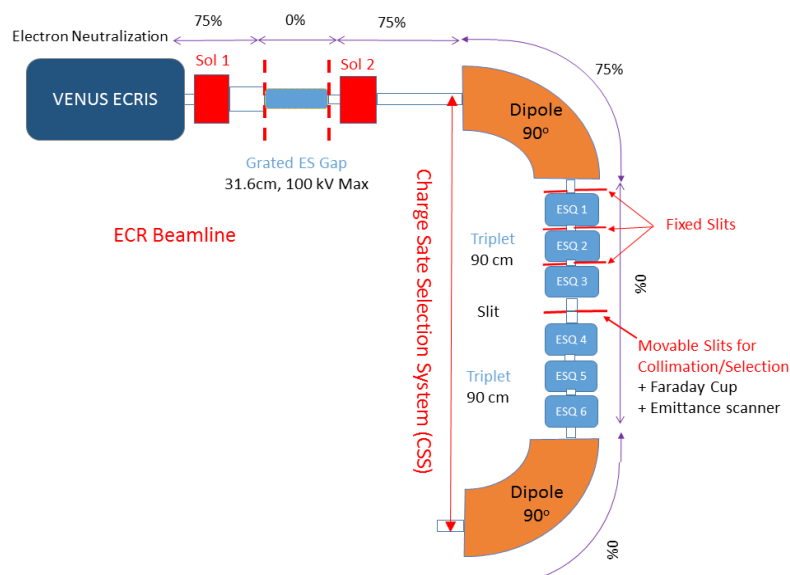 75%
0%
75%
Electron Neutralization
Sol 1
Sol 2
VENUS ECRIS
75%
Dipole
90°
Grated ES Gap
31.6cm, 100 kV Max
ECR Beamline
Charge Sate Selection System (CSS)
ESQ 1
ESQ 2
ESQ 3
Fixed Slits
Triplet
90 cm
0%
Slit
ESQ 4
ESQ 5
ESQ 6
Movable Slits for
Collimation/Selection
+ Faraday Cup
+ Emittance scanner
Triplet
90 cm
Dipole
90°
0%